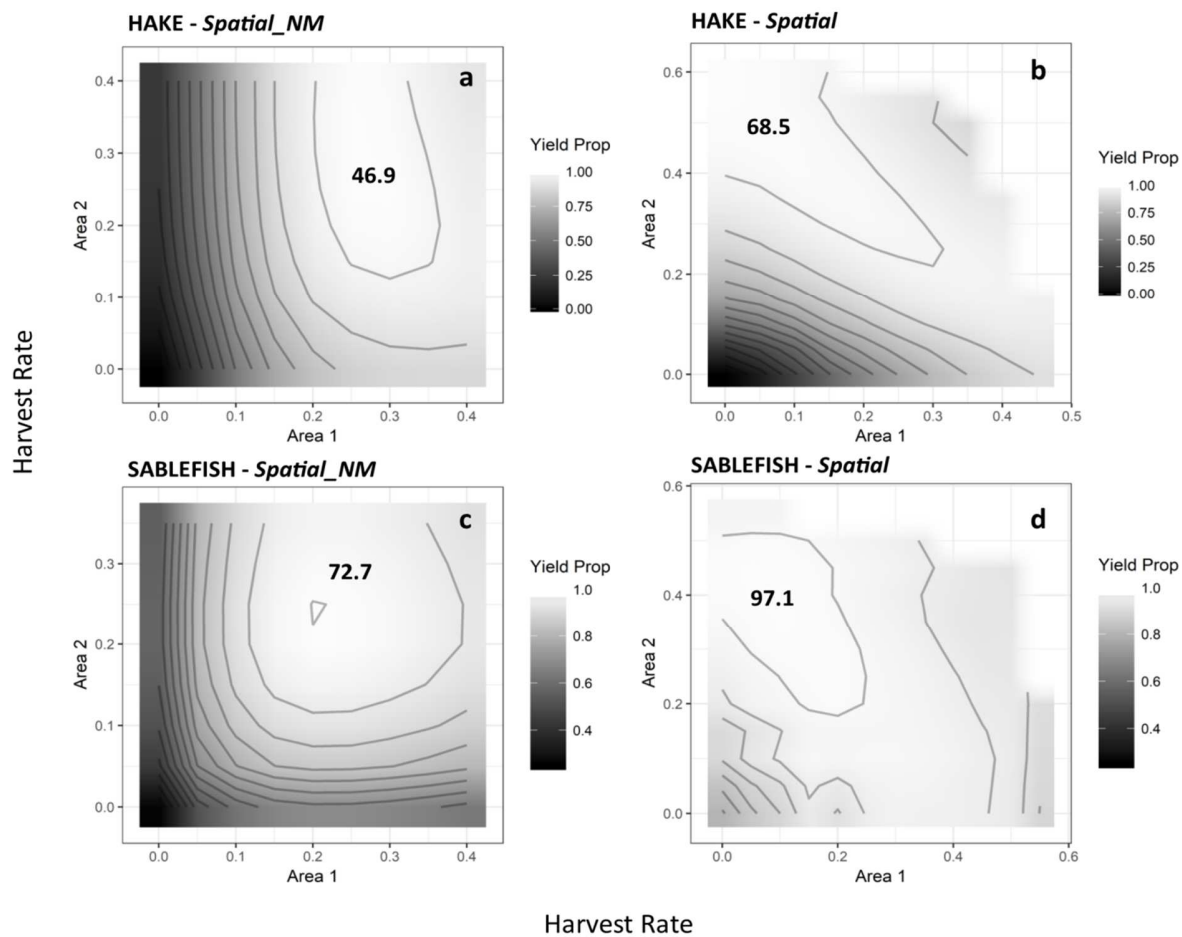 HAKE - Spatial_NM
a
46.9
0.4
0.3
0.2
0.1
0.0
Area 2
0.0 0.1 0.2 0.3 0.4
Area 1
Yield Prop
1.00
0.75
0.50
0.25
0.00
HAKE - Spatial
b
68.5
0.6
0.4
0.2
0.0
Area 2
0.0 0.1 0.2 0.3 0.4 0.5
Area 1
Yield Prop
1.00
0.75
0.50
0.25
0.00
Harvest Rate
SABLEFISH - Spatial_NM
c
72.7
0.3
0.2
0.1
0.0
Area 2
0.0 0.1 0.2 0.3 0.4
Area 1
Yield Prop
1.0
0.8
0.6
0.4
SABLEFISH - Spatial
d
97.1
0.6
0.4
0.2
0.0
Area 2
0.0 0.2 0.4 0.6
Area 1
Yield Prop
1.0
0.8
0.6
0.4
Harvest Rate